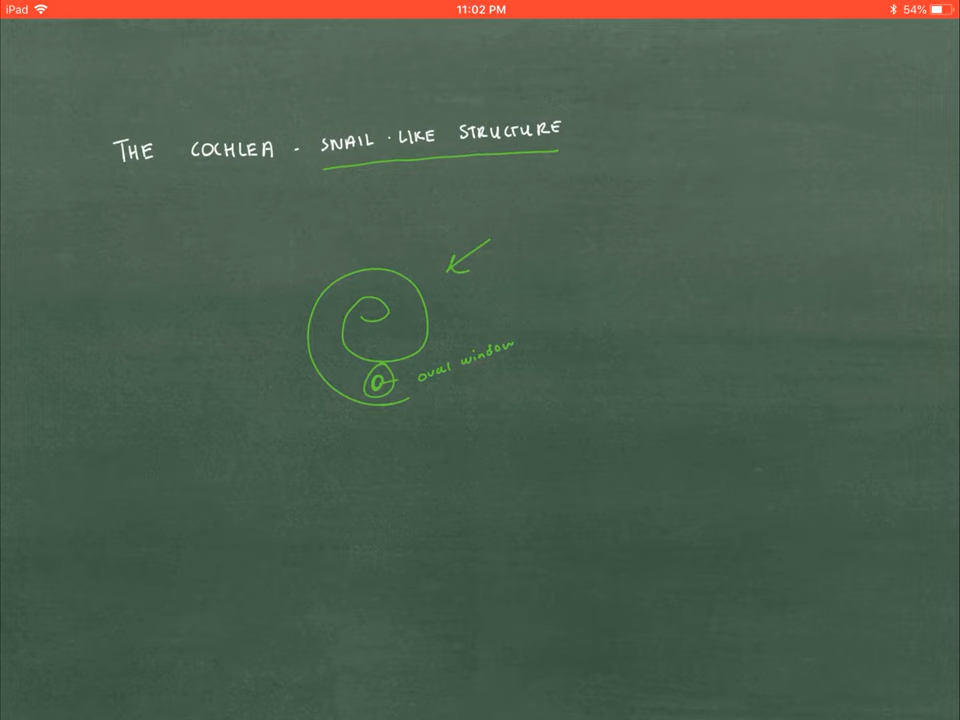 iPad 11:02 PM 54%
THE COCHLEA - SNAIL-LIKE STRUCTURE
oval window